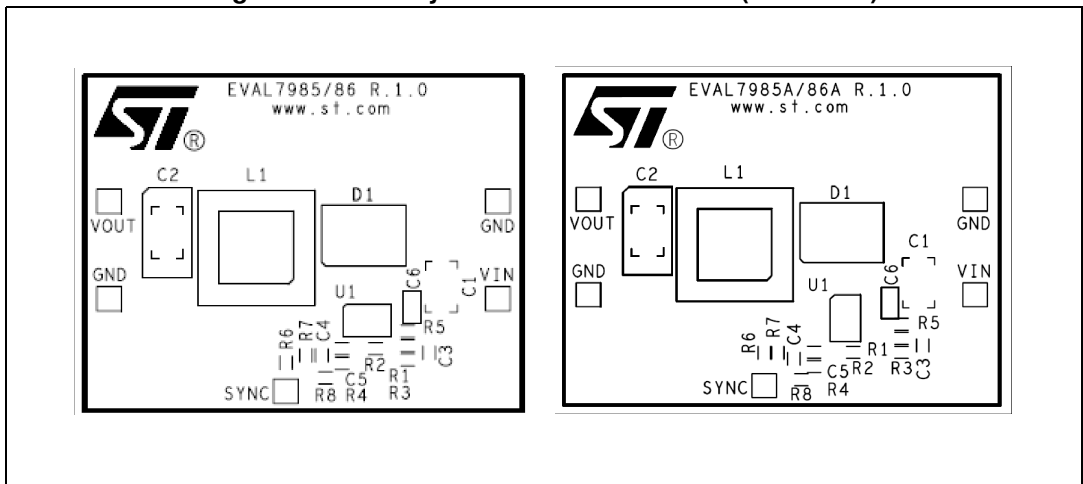 EVAL7985/86 R.1.0
www.st.com
ST®
C2
L1
D1
VOUT
GND
GND
VIN
C1
C6
U1
R5
R6
R7
C4
R2
C3
R1
C5
R3
R4
R8
SYNC
EVAL7985A/86A R.1.0
www.st.com
ST®
C2
L1
D1
VOUT
GND
C1
GND
VIN
C6
U1
R5
R6
R7
C4
R1
R2
R3
C3
C5
R4
R8
SYNC